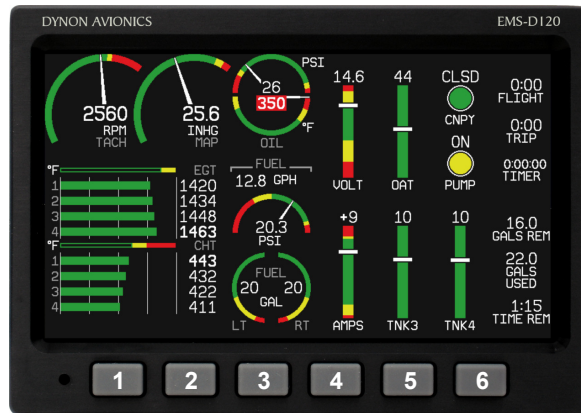 DYNON AVIONICS
EMS-D120
2560
RPM
TACH
25.6
INHG
MAP
PSI
26
350
°F
OIL
14.6
VOLT
44
OAT
CLSD
CNPY
ON
PUMP
0:00
FLIGHT
0:00
TRIP
0:00:00
TIMER
°F EGT
1 1420
2 1434
3 1448
4 1463
°F CHT
1 443
2 432
3 422
4 411
FUEL
12.8 GPH
20.3
PSI
FUEL
20 20
GAL
LT RT
+9
AMPS
10
TNK3
10
TNK4
16.0
GALS REM
22.0
GALS
USED
1:15
TIME REM
1 2 3 4 5 6